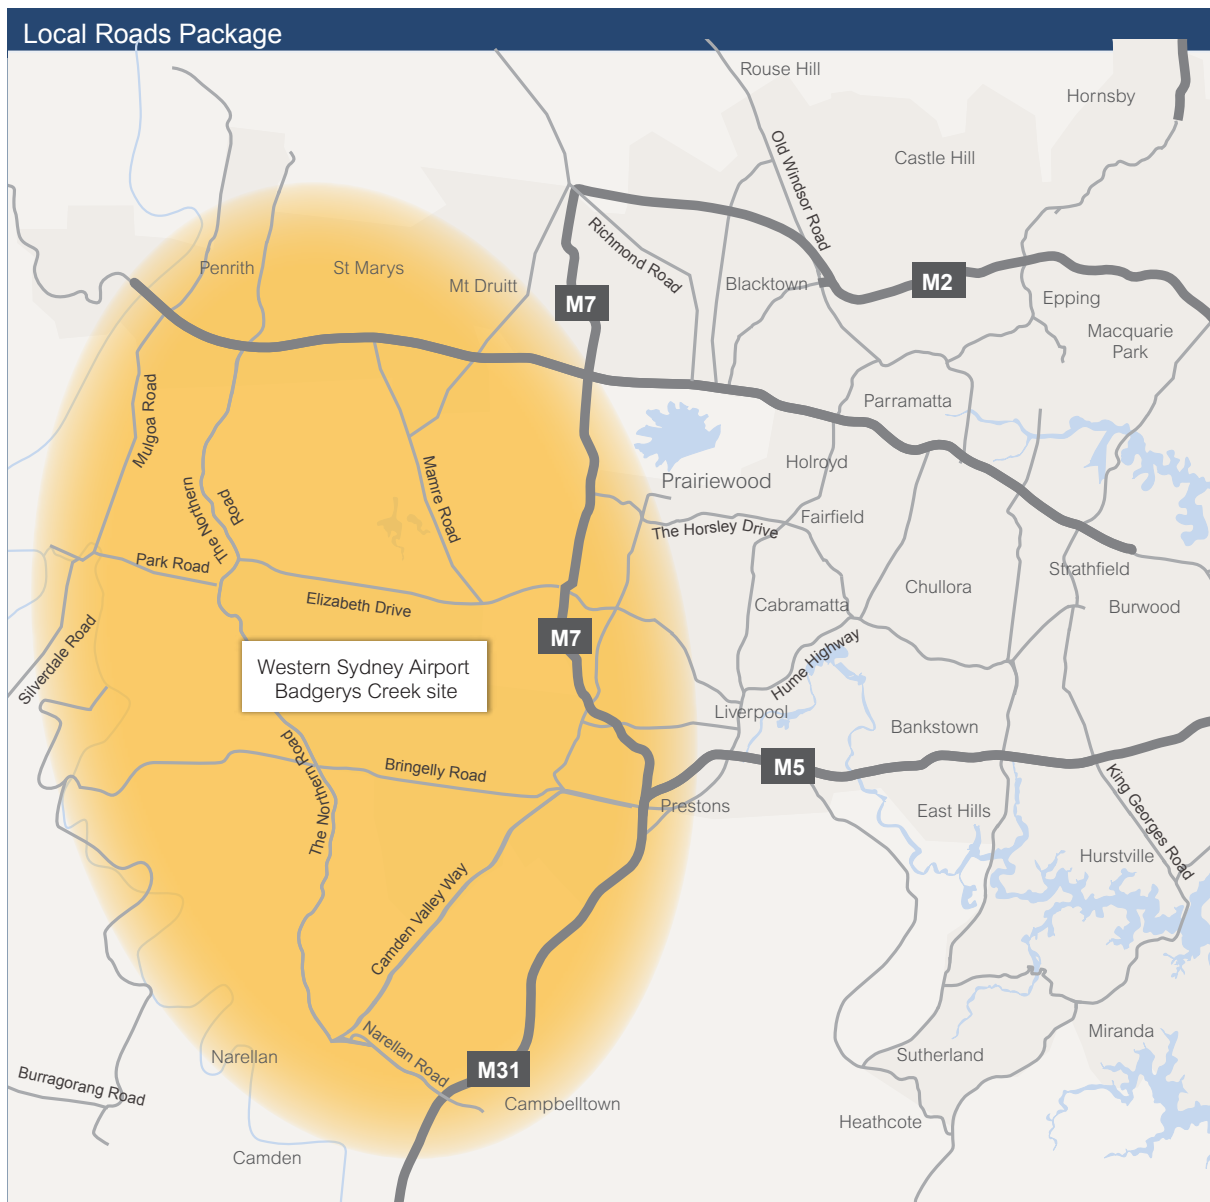 Local Roads Package
Rouse Hill
Hornsby
Old Windsor Road
Castle Hill
Penrith
St Marys
Mt Druitt
Richmond Road
M7
Blacktown
M2
Epping
Macquarie
Park
Mulgoa Road
Parramatta
Holroyd
Prairiewood
The Northern
Road
Mamre Road
Fairfield
The Horsley Drive
Park Road
Strathfield
Elizabeth Drive
Chullora
Cabramatta
Burwood
M7
Silverdale Road
Western Sydney Airport
Badgerys Creek site
Hume Highway
Liverpool
Bankstown
The Northern Road
Bringelly Road
M5
Prestons
East Hills
King Georges Road
Hurstville
Camden Valley Way
Narellan Road
Narellan
Miranda
Sutherland
M31
Burragorang Road
Campbelltown
Heathcote
Camden